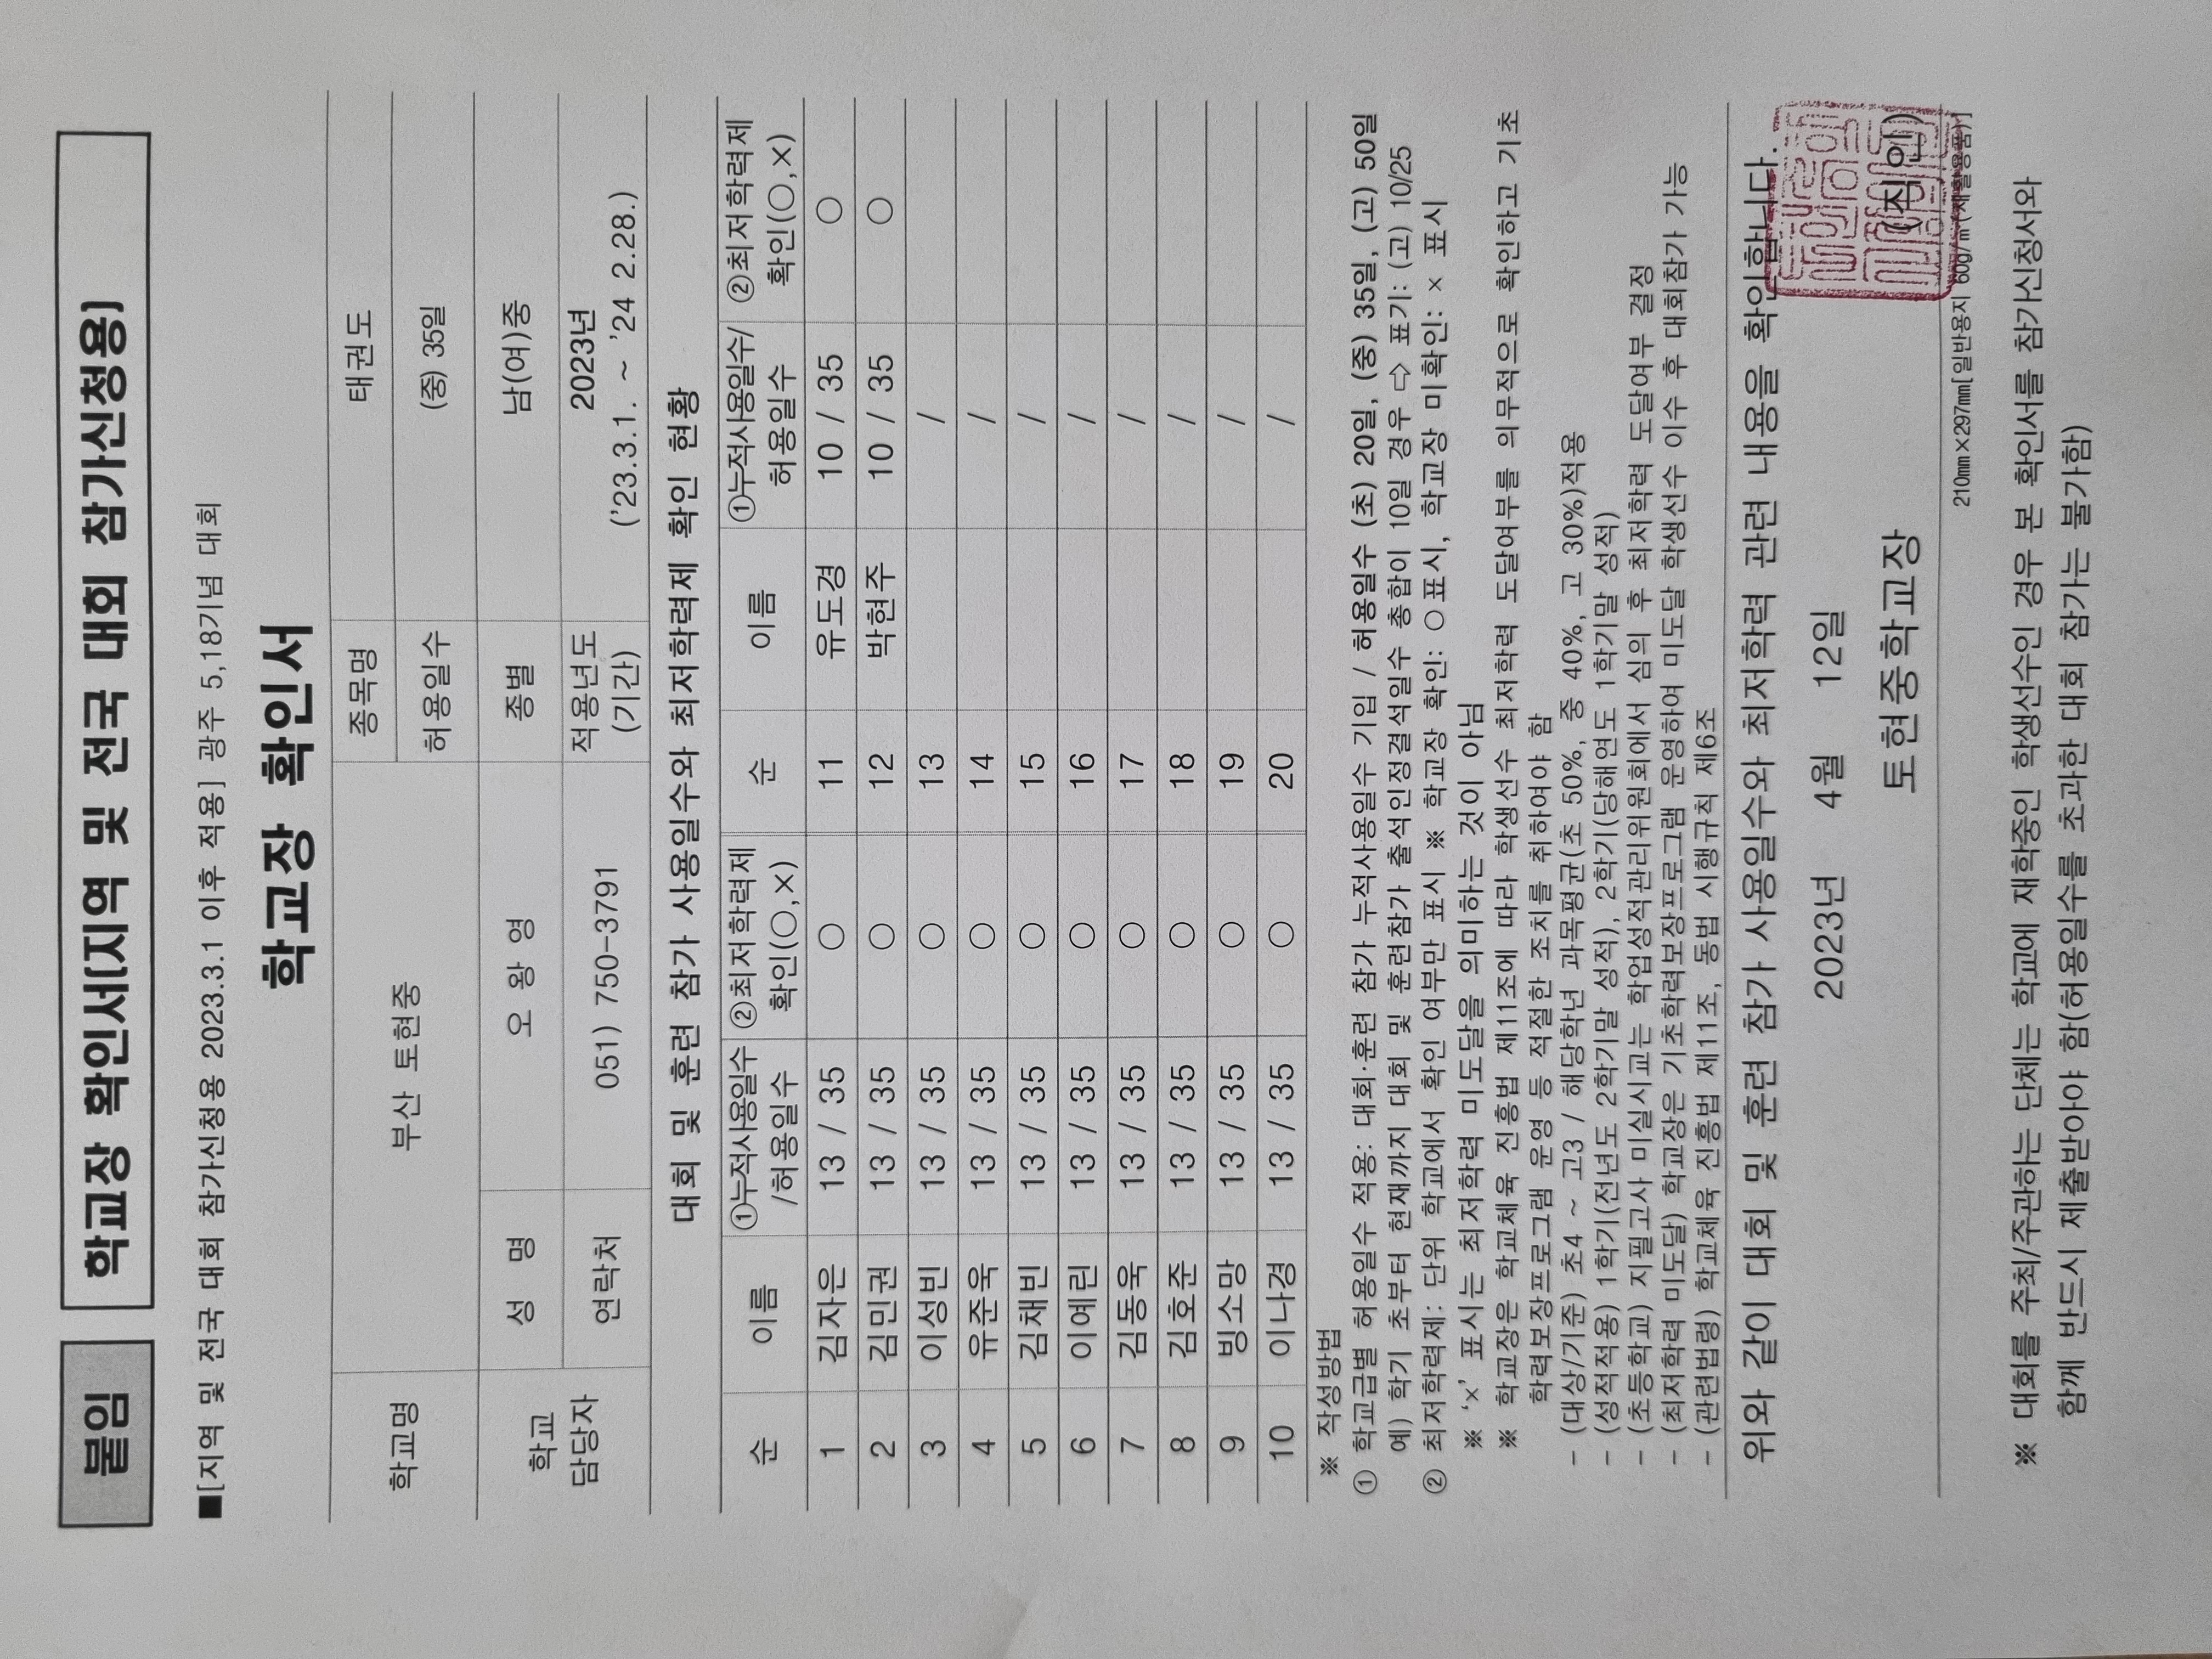 붙임
학교장 확인서(지역 및 전국 대회 참가신청용)
■[지역 및 전국 대회 참가신청용 2023.3.1 이후 적용] 광주 5,18기념 대회
학교장 확인서
학교명 부산 토현중 종목명 태권도
허용일수 (중) 35일
학교 담당자 성 명 오 왕 영 종별 남(여)중
연락처 051) 750-3791 적용년도 (기간) 2023년
('23.3.1. ~ '24 2.28.)
대회 및 훈련 참가 사용일수와 최저학력제 확인 현황
순 이름 ①누적사용일수/허용일수 ②최저학력제 확인(○,×) 순 이름 ①누적사용일수/허용일수 ②최저학력제 확인(○,×)
1 김자은 13 / 35 ○ 11 유도경 10 / 35 ○
2 김민권 13 / 35 ○ 12 박현주 10 / 35 ○
3 이성빈 13 / 35 ○ 13 /
4 유준욱 13 / 35 ○ 14 /
5 김채빈 13 / 35 ○ 15 /
6 이예린 13 / 35 ○ 16 /
7 김동욱 13 / 35 ○ 17 /
8 김호준 13 / 35 ○ 18 /
9 빙소망 13 / 35 ○ 19 /
10 이나경 13 / 35 ○ 20 /
※ 작성방법
① 학교급별 허용일수 적용: 대회·훈련 참가 누적사용일수 기입 / 허용일수 (초) 20일, (중) 35일, (고) 50일
예) 학기 초부터 현재까지 대회 및 훈련참가 출석인정결석일수 총합이 10일 경우 ⇨ 표기: (고) 10/25
② 최저학력제: 단위 학교에서 확인 여부만 표시 ※ 학교장 확인: ○표시, 학교장 미확인: × 표시
※ 'x' 표시는 최저학력 미도달을 의미하는 것이 아님
※ 학교장은 학교체육 진흥법 제11조에 따라 학생선수 최저학력 도달여부를 의무적으로 확인하고 기초
학력보장프로그램 운영 등 적절한 조치를 취하여야 함
- (대상/기준) 초4 ~ 고3 / 해당학년 과목평균(초 50%, 중 40%, 고 30%)적용
- (성적적용) 1학기(전년도 2학기말 성적), 2학기(당해연도 1학기말 성적)
- (초등학교) 지필고사 미실시교는 학업성적관리위원회에서 심의 후 최저학력 도달여부 결정
- (최저학력 미도달) 학교장은 기초학력보장프로그램 운영하여 미도달 학생선수 이수 후 대회참가 가능
- (관련법령) 학교체육 진흥법 제11조, 동법 시행규칙 제6조
위와 같이 대회 및 훈련 참가 사용일수와 최저학력 관련 내용을 확인합니다.
2023년 4월 12일
토현중학교장 (직인)
210㎜×297㎜[일반용지 60g/㎡(재활용품)]
※ 대회를 주최/주관하는 단체는 학교에 재학중인 학생선수인 경우 본 확인서를 참가신청서와
함께 반드시 제출받아야 함(허용일수를 초과한 대회 참가는 불가함)